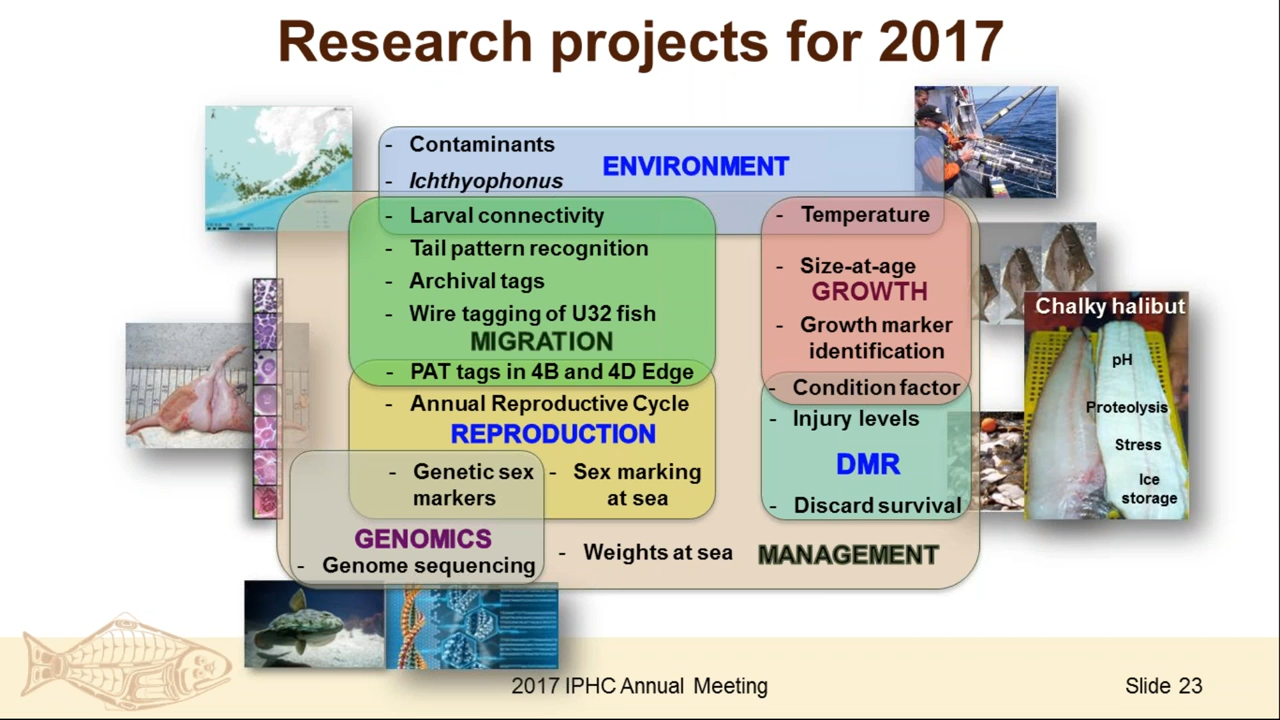 Research projects for 2017
- Contaminants
ENVIRONMENT
- Ichthyophonus
- Larval connectivity
- Tail pattern recognition
- Archival tags
- Wire tagging of U32 fish
MIGRATION
- PAT tags in 4B and 4D Edge
- Annual Reproductive Cycle
REPRODUCTION
- Genetic sex
markers
- Sex marking
at sea
GENOMICS
- Genome sequencing
- Temperature
- Size-at-age
GROWTH
- Growth marker
identification
- Condition factor
- Injury levels
DMR
- Discard survival
- Weights at sea
MANAGEMENT
Chalky halibut
pH
Proteolysis
Stress
Ice
storage
2017 IPHC Annual Meeting
Slide 23